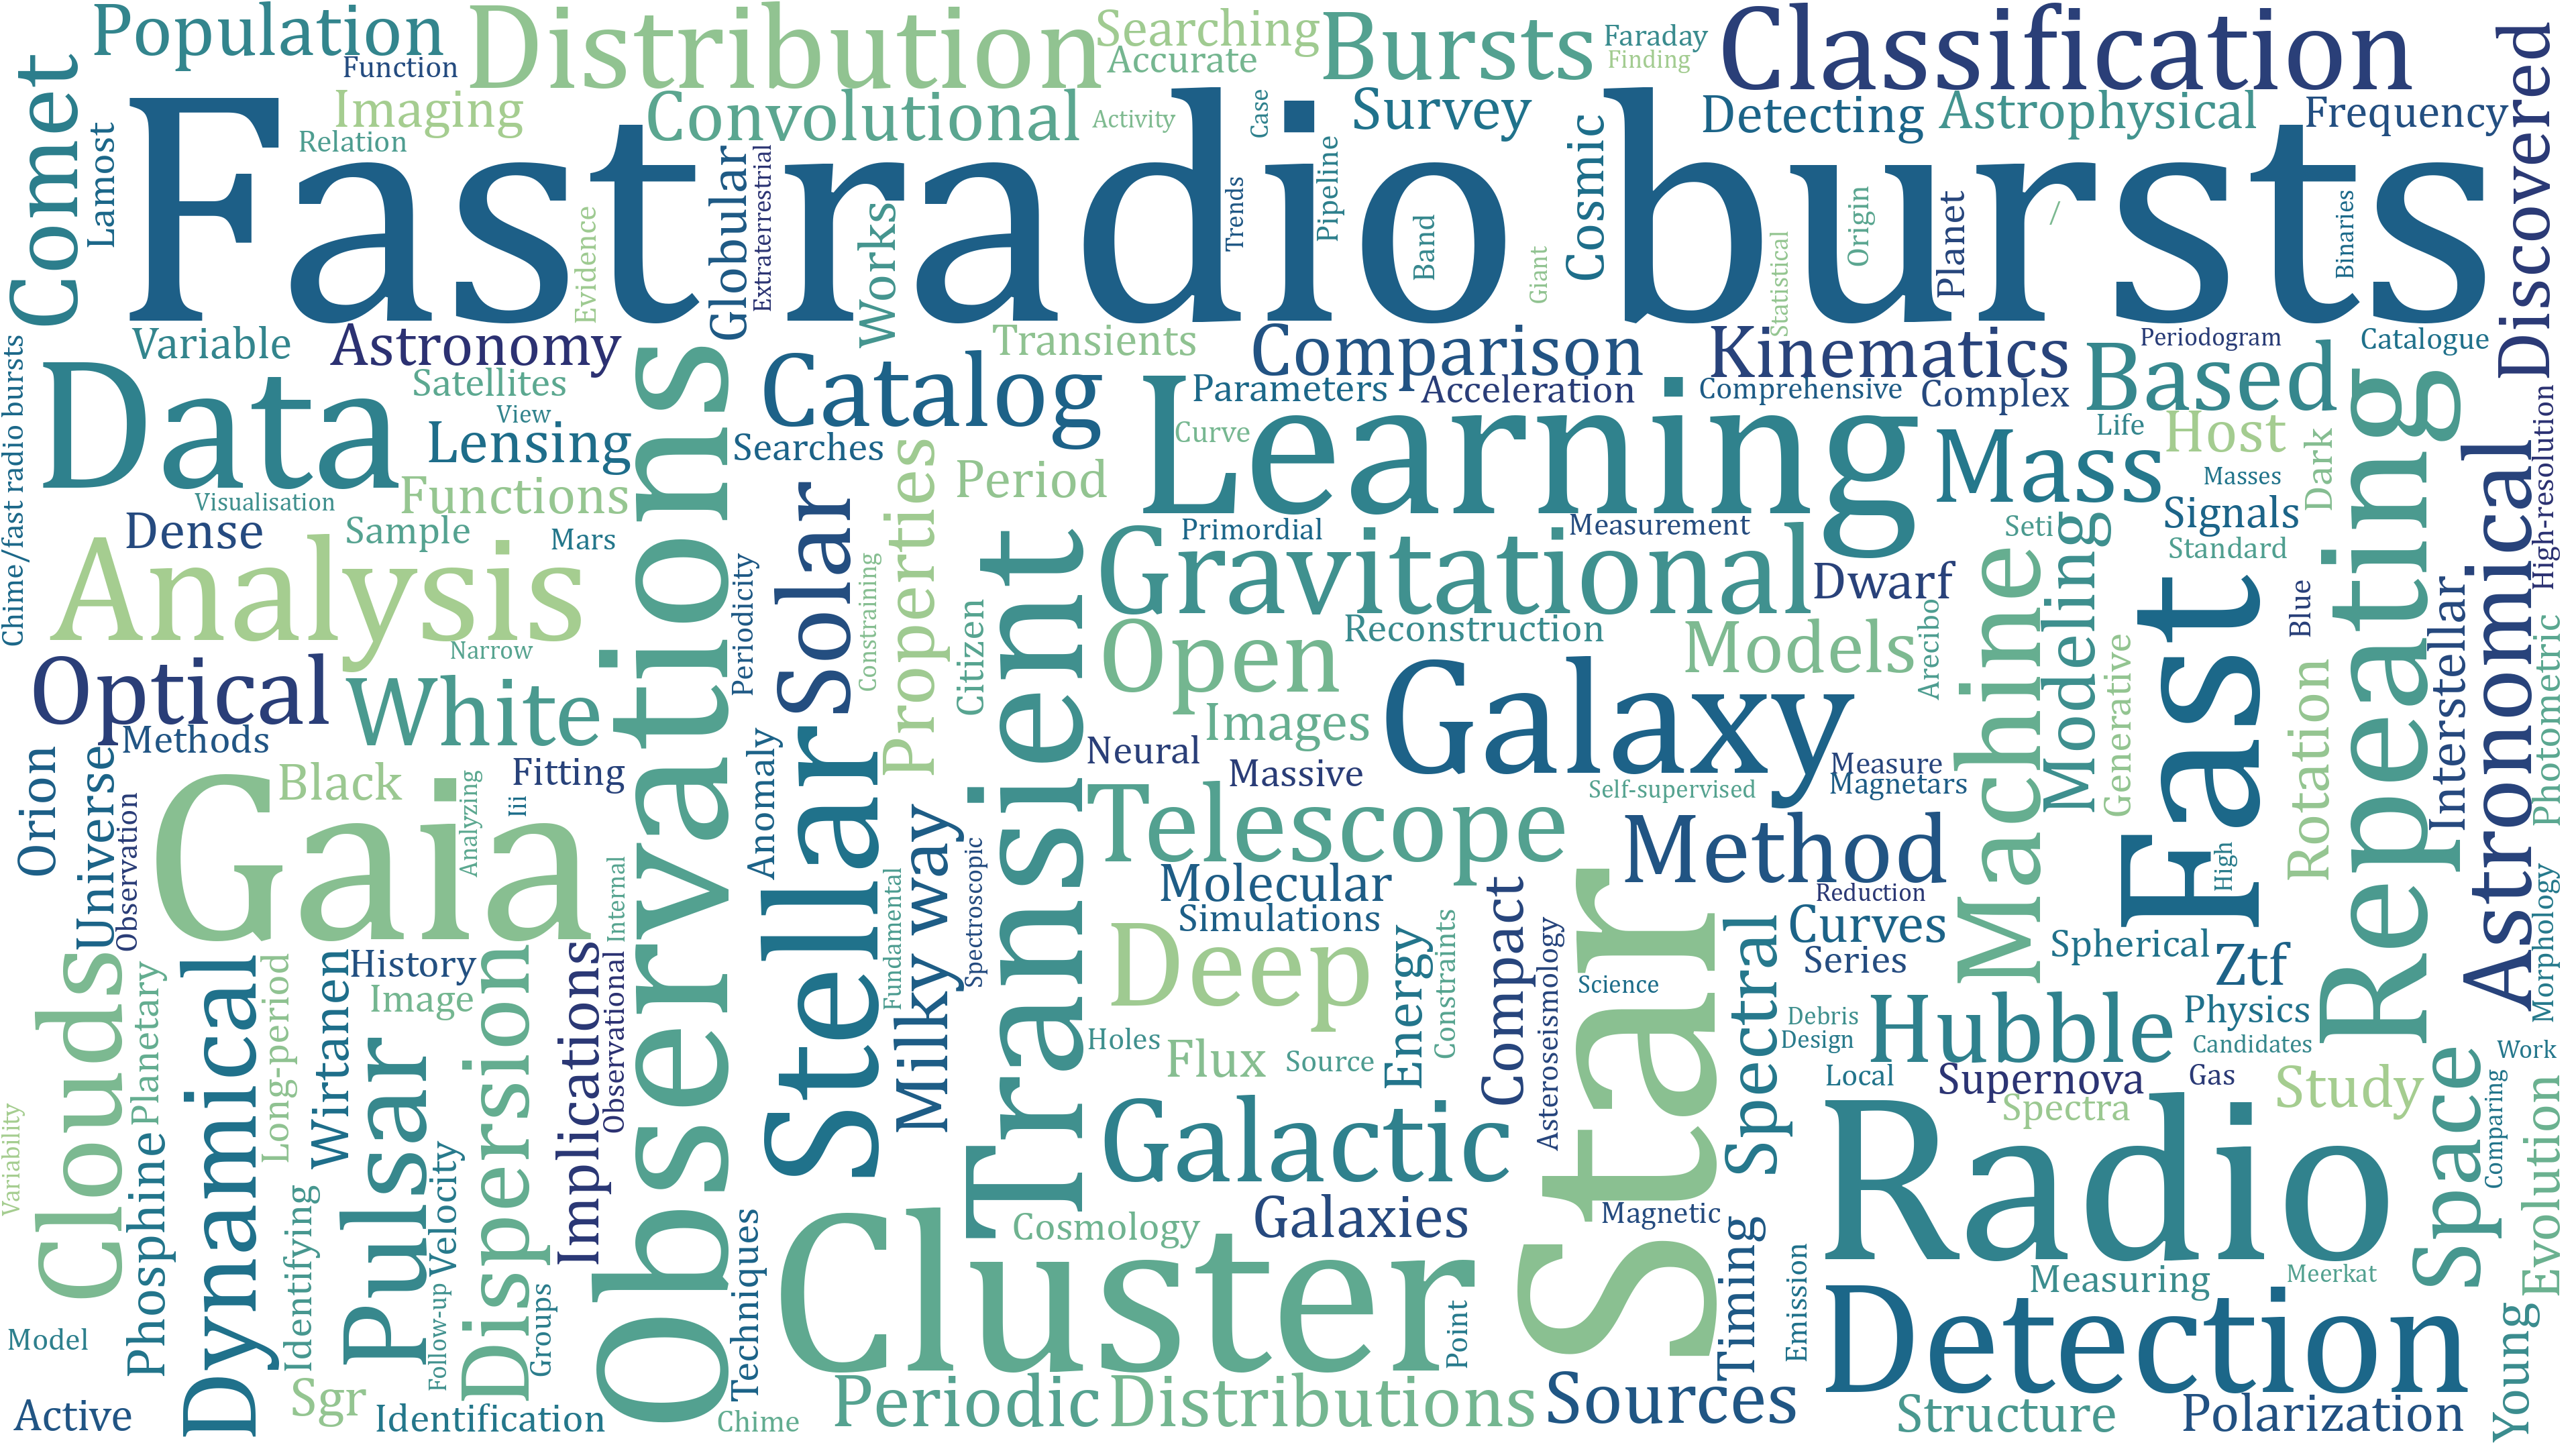 Population
Function
Distribution
Searching
Accurate
Bursts
Faraday
Finding
Classification
Discovered
Comet
Lamost
Imaging
Relation
Convolutional
Activity
Case
Survey
Detecting
Astrophysical
Frequency
Fast radio bursts
Evidence
Globular
Extraterrestrial
Works
Trends
Pipeline
Band
Giant
Cosmic
Statistical
Origin
Planet
/
Binaries
Chime/fast radio bursts
Variable
Astronomy
Satellites
View
Transients
Comparison
Kinematics
Periodogram
Catalogue
Data
Lensing
Catalog
Searches
Parameters
Acceleration
Comprehensive
Complex
Based
Life
Host
Repeating
High-resolution
Visualisation
Functions
Observations
Properties
Period
Curve
Learning
Mass
Masses
Dark
Signals
Standard
Astronomical
Dense
Sample
Mars
Analysis
Narrow
Periodicity
Solar
Constraining
Citizen
Transient
Primordial
Measurement
Gravitational
Dwarf
Seti
Modeling
Machine
Fast
Blue
Optical
Methods
White
Open
Reconstruction
Models
Arecibo
Generative
Rotation
Interstellar
Photometric
Images
Galaxy
Neural
Massive
Measure
Magnetars
Self-supervised
Orion
Universe
Observation
Black
Fitting
Gaia
Analyzing
Iii
Internal
Anomaly
Stellar
Fundamental
Milky way
Spectroscopic
Telescope
Method
Reduction
High
Morphology
Molecular
Simulations
Deep
Energy
Constraints
Compact
Asteroseismology
Star
Science
Spectral
Curves
Series
Spherical
Ztf
Clouds
Planetary
Dynamical
Long-period
Wirtanen
History
Image
Dispersion
Implications
Observational
Holes
Flux
Source
Debris
Design
Hubble
Physics
Candidates
Work
Local
Supernova
Gas
Study
Spectra
Space
Comparing
Evolution
Variability
Phosphine
Identifying
Pulsar
Velocity
Follow-up
Groups
Techniques
Galactic
Cosmology
Galaxies
Magnetic
Timing
Emission
Radio
Measuring
Meerkat
Cluster
Point
Detection
Young
Model
Active
Sgr
Identification
Chime
Periodic
Distributions
Sources
Structure
Polarization